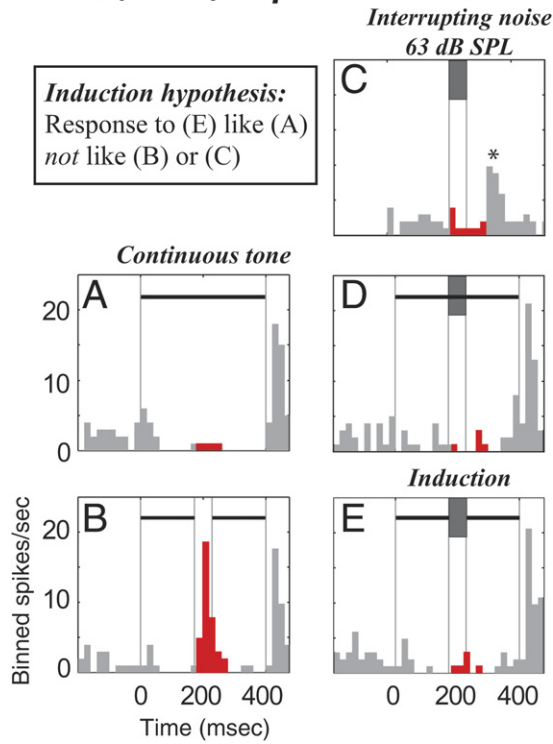 Interrupting noise
63 dB SPL
Induction hypothesis:
Response to (E) like (A)
not like (B) or (C)
C
*
Continuous tone
A
20
10
0
D
Induction
B
20
10
0
E
Binned spikes/sec
0 200 400
0 200 400
Time (msec)